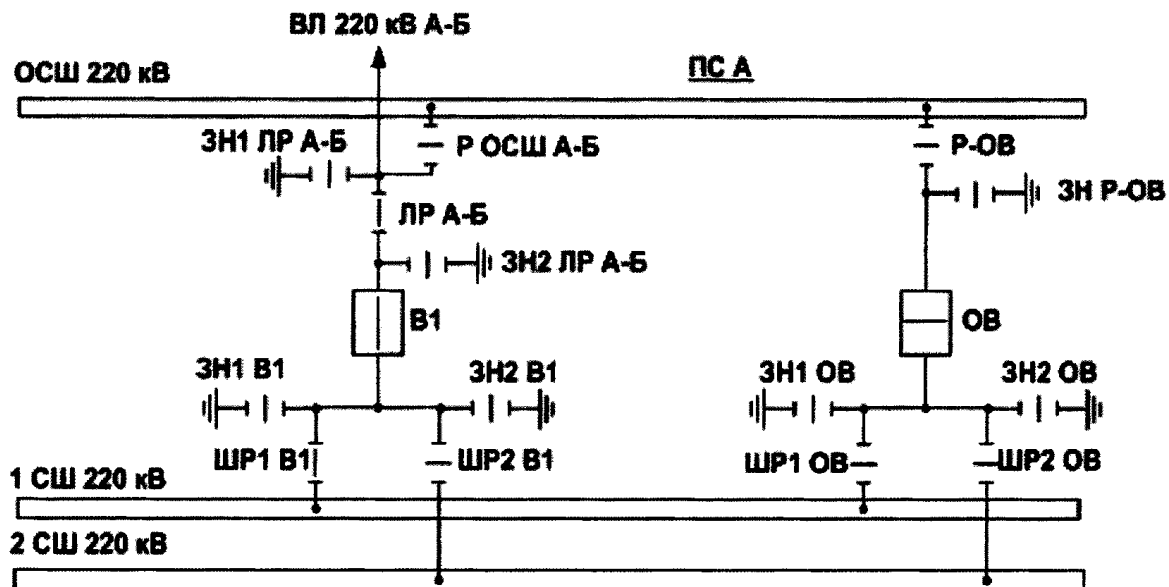 ВЛ 220 кВ А-Б
ОСШ 220 кВ
ПС А
ЗН1 ЛР А-Б
Р ОСШ А-Б
Р-ОВ
ЗН Р-ОВ
ЛР А-Б
ЗН2 ЛР А-Б
В1
ОВ
ЗН1 В1
ЗН2 В1
ЗН1 ОВ
ЗН2 ОВ
ШР1 В1
ШР2 В1
ШР1 ОВ
ШР2 ОВ
1 СШ 220 кВ
2 СШ 220 кВ